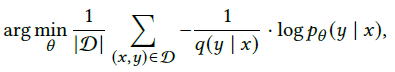 arg min_θ 1/|𝒟| ∑_{(x,y)∈𝒟} − 1/q(y | x) · log p_θ(y | x),